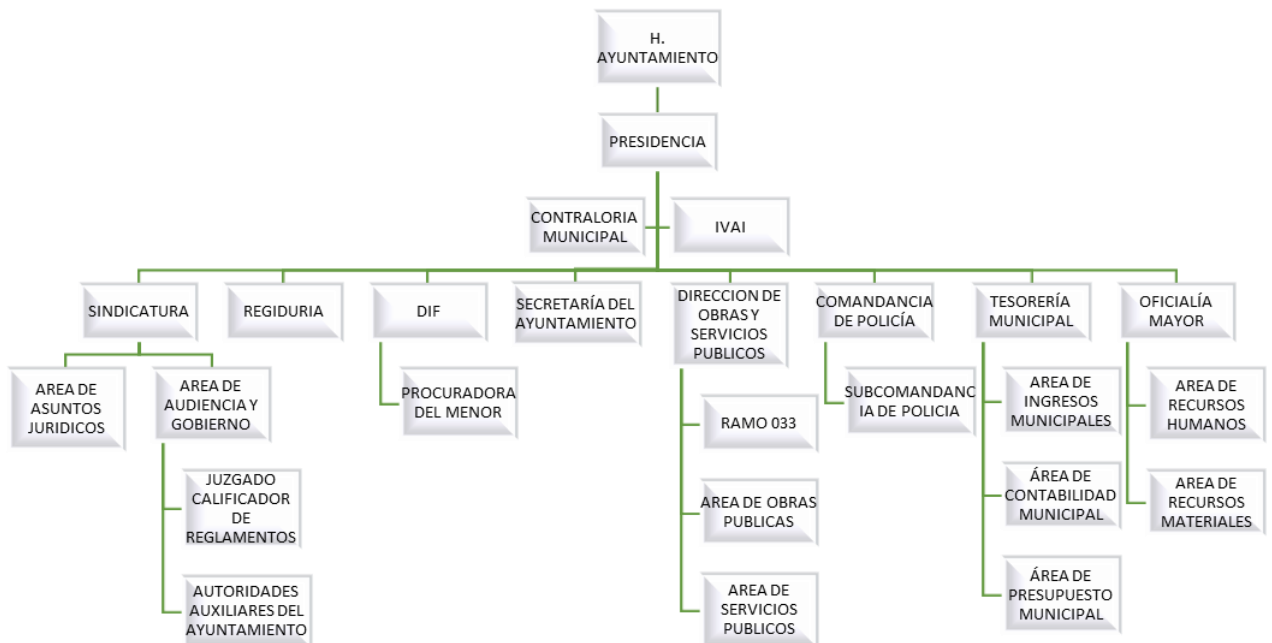 H.
AYUNTAMIENTO
PRESIDENCIA
CONTRALORIA
MUNICIPAL
IVAI
SINDICATURA
REGIDURIA
DIF
SECRETARÍA DEL
AYUNTAMIENTO
DIRECCION DE
OBRAS Y
SERVICIOS
PUBLICOS
COMANDANCIA
DE POLICÍA
TESORERÍA
MUNICIPAL
OFICIALÍA
MAYOR
AREA DE
ASUNTOS
JURIDICOS
AREA DE
AUDIENCIA Y
GOBIERNO
PROCURADORA
DEL MENOR
SUBCOMANDANC
IA DE POLICIA
AREA DE
INGRESOS
MUNICIPALES
AREA DE
RECURSOS
HUMANOS
RAMO 033
JUZGADO
CALIFICADOR
DE
REGLAMENTOS
AREA DE OBRAS
PUBLICAS
ÁREA DE
CONTABILIDAD
MUNICIPAL
AREA DE
RECURSOS
MATERIALES
AUTORIDADES
AUXILIARES DEL
AYUNTAMIENTO
AREA DE
SERVICIOS
PUBLICOS
ÁREA DE
PRESUPUESTO
MUNICIPAL